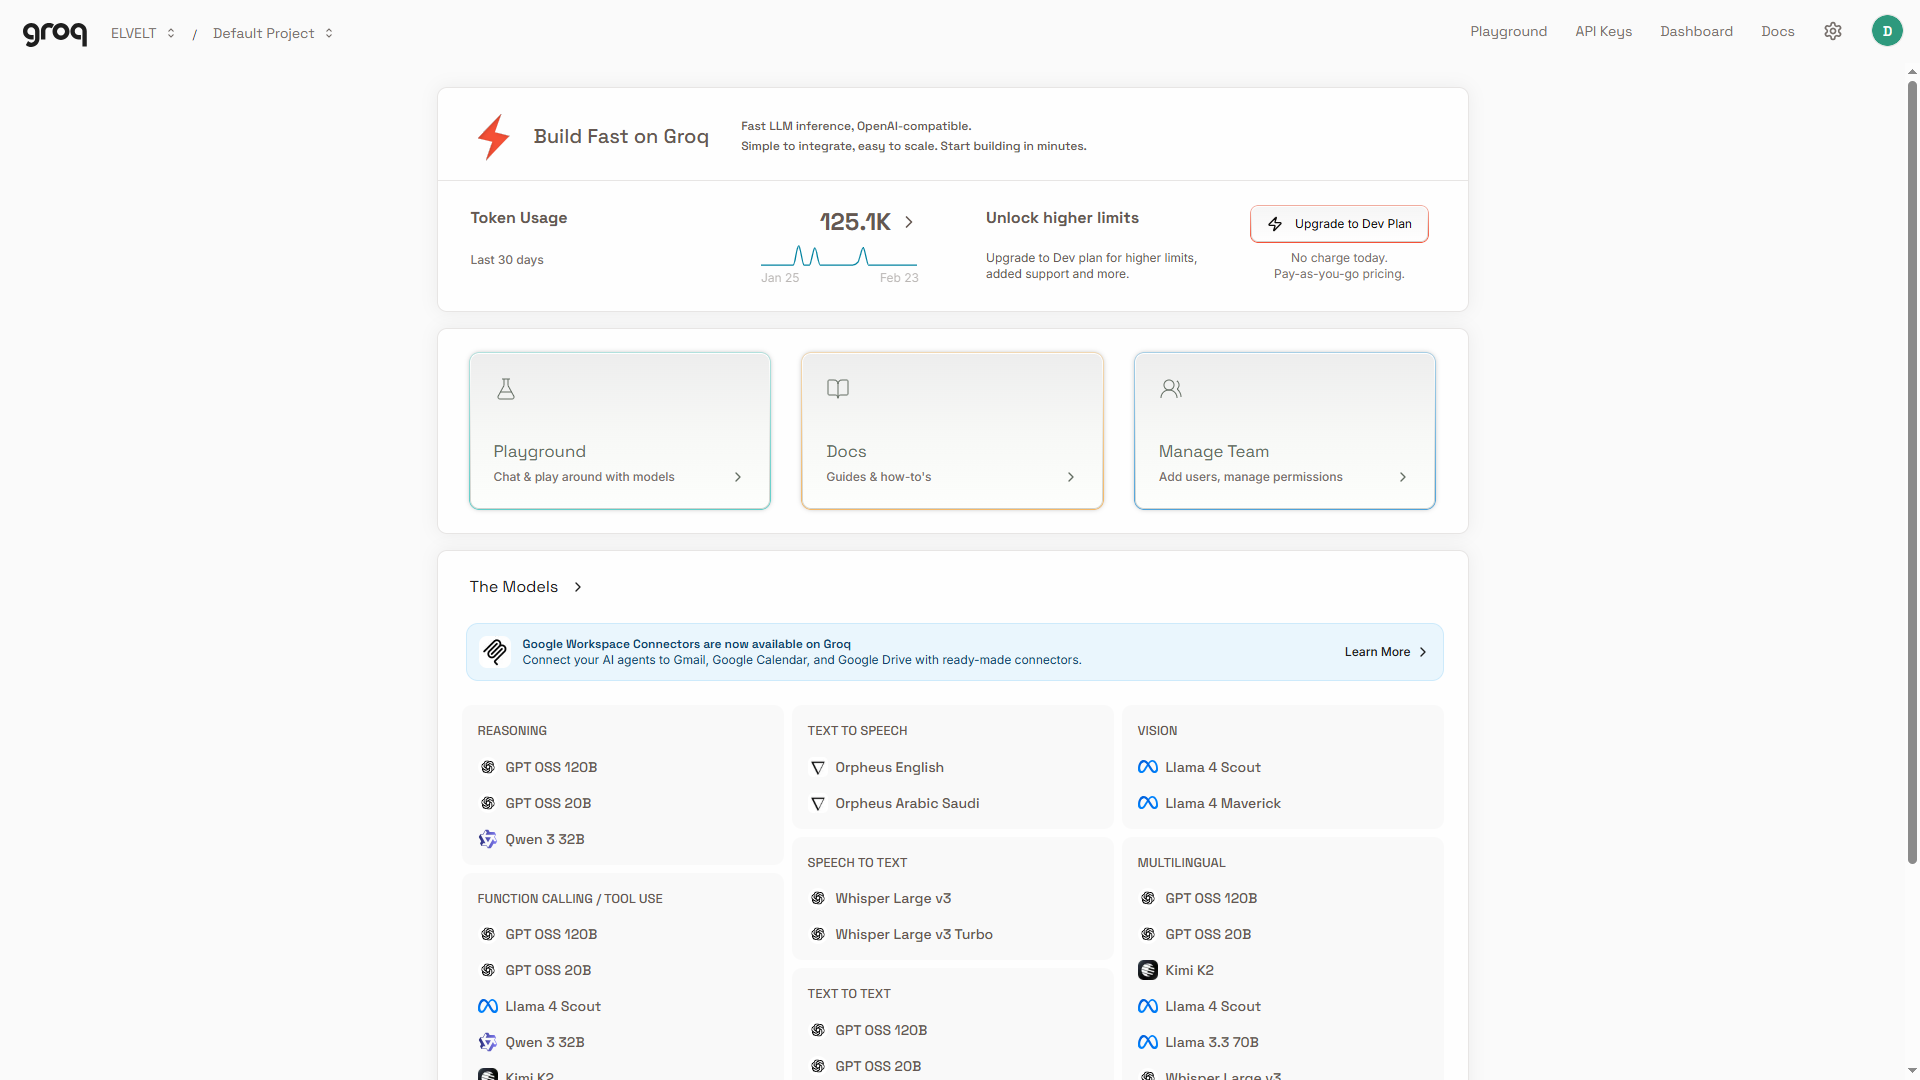 groq
ELVELT
/
Default Project
Playground
API Keys
Dashboard
Docs
D
Build Fast on Groq
Fast LLM inference, OpenAI-compatible.
Simple to integrate, easy to scale. Start building in minutes.
Token Usage
125.1K
Last 30 days
Jan 25
Feb 23
Unlock higher limits
Upgrade to Dev plan for higher limits,
added support and more.
Upgrade to Dev Plan
No charge today.
Pay-as-you-go pricing.
Playground
Chat & play around with models
Docs
Guides & how-to's
Manage Team
Add users, manage permissions
The Models
Google Workspace Connectors are now available on Groq
Connect your AI agents to Gmail, Google Calendar, and Google Drive with ready-made connectors.
Learn More
REASONING
GPT OSS 120B
GPT OSS 20B
Qwen 3 32B
FUNCTION CALLING / TOOL USE
GPT OSS 120B
GPT OSS 20B
Llama 4 Scout
Qwen 3 32B
Kimi K2
TEXT TO SPEECH
Orpheus English
Orpheus Arabic Saudi
SPEECH TO TEXT
Whisper Large v3
Whisper Large v3 Turbo
TEXT TO TEXT
GPT OSS 120B
GPT OSS 20B
VISION
Llama 4 Scout
Llama 4 Maverick
MULTILINGUAL
GPT OSS 120B
GPT OSS 20B
Kimi K2
Llama 4 Scout
Llama 3.3 70B
Whisper Large v3